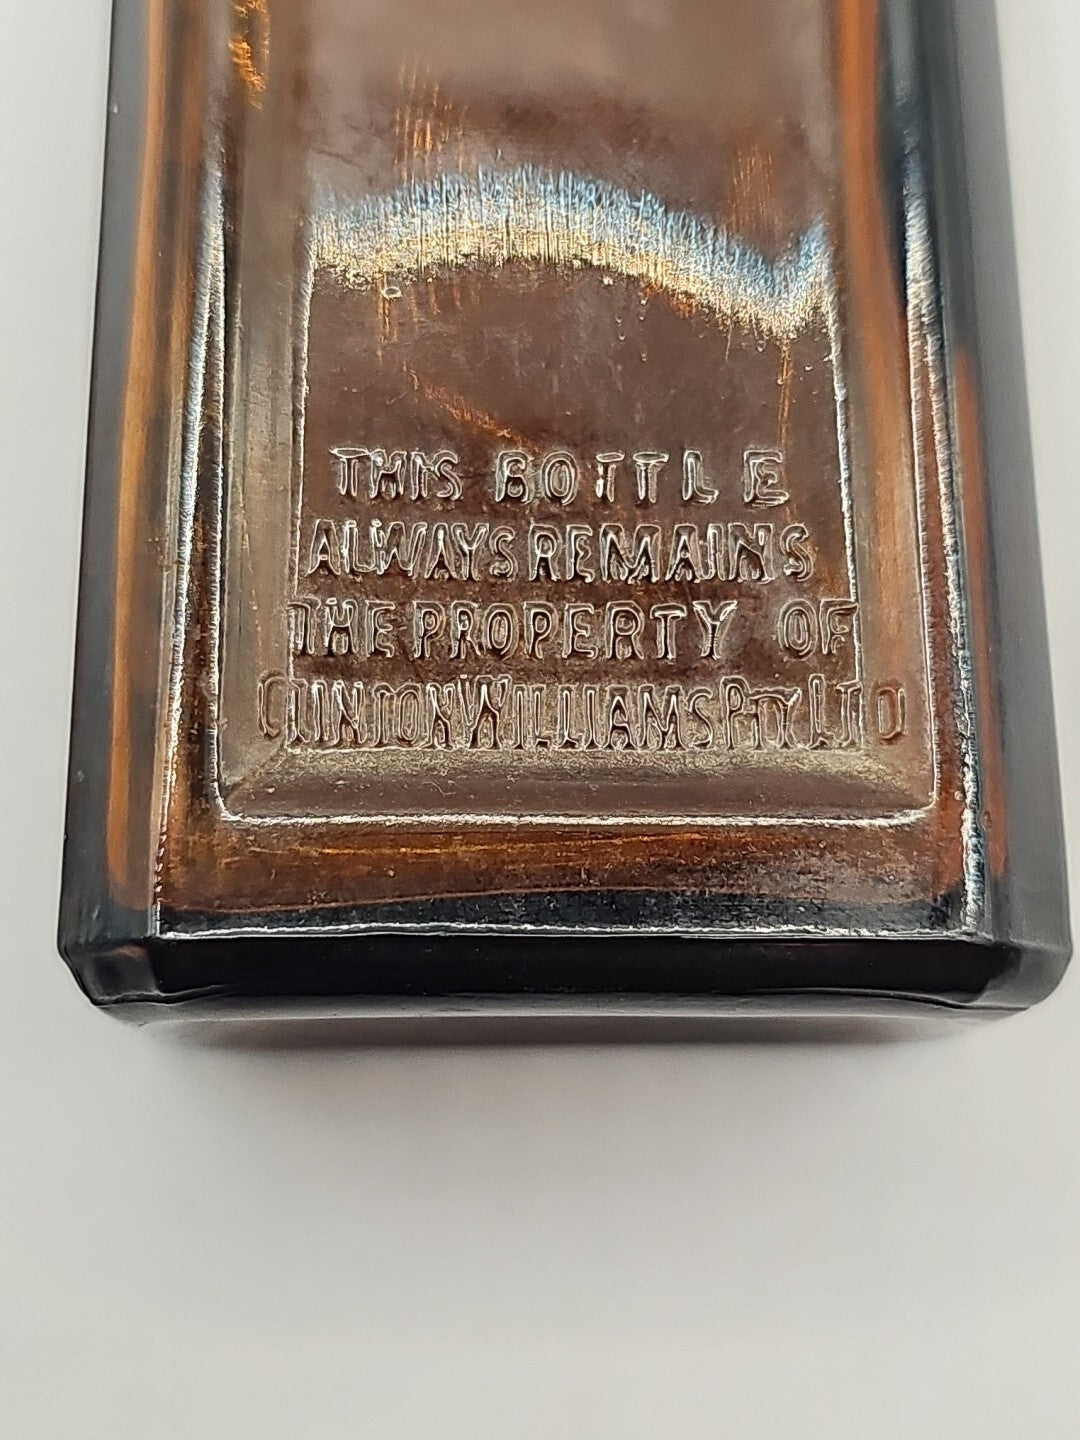 THIS BOTTLE
ALWAYS REMAINS
THE PROPERTY OF
CLINTON WILLIAMS PTY LTD